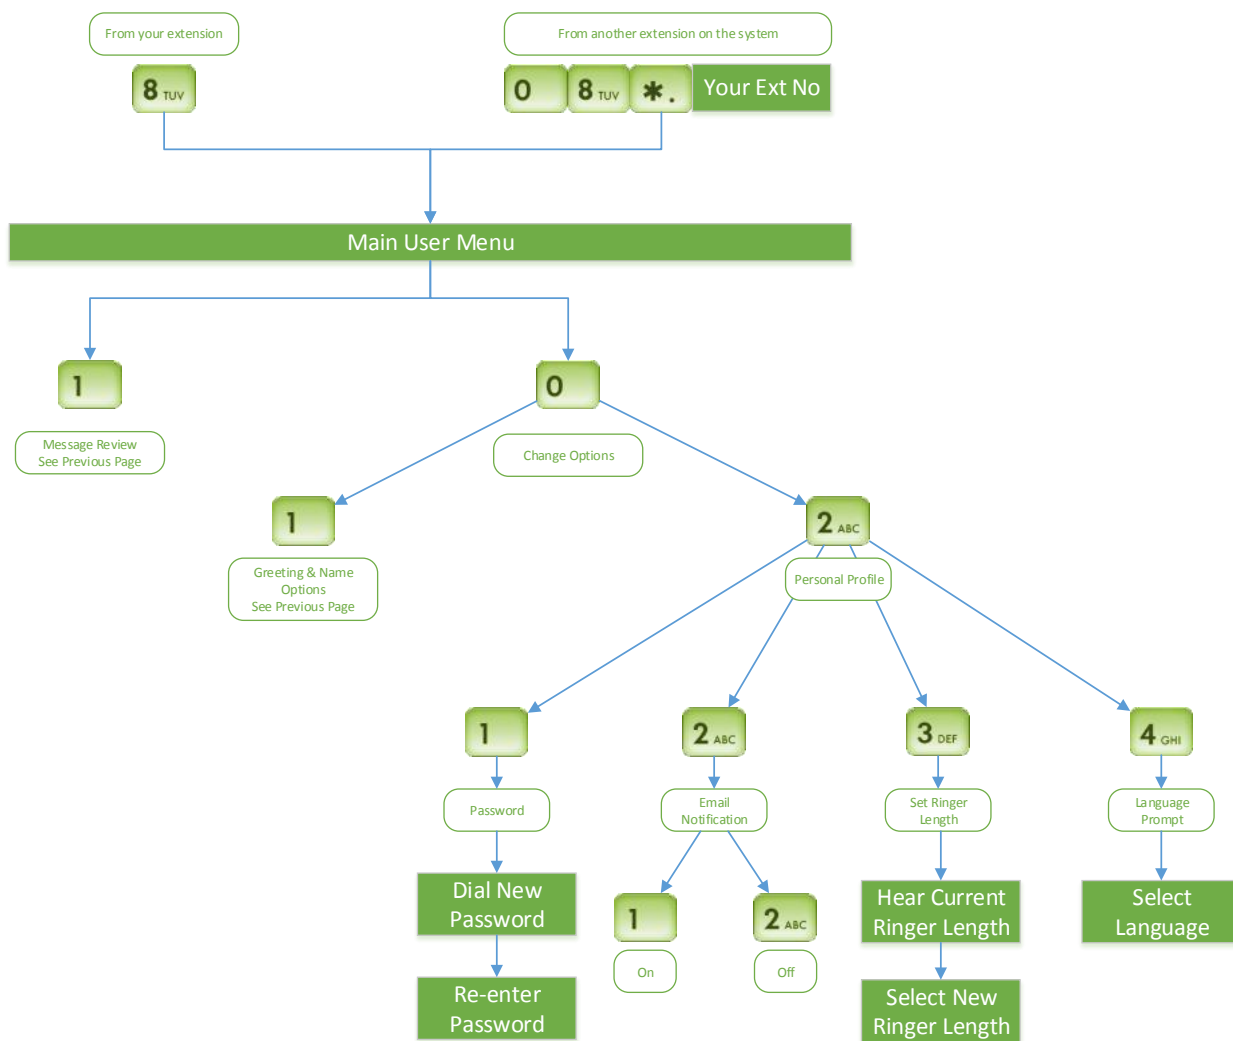 From your extension
From another extension on the system
8 TUV
0 8 TUV *. Your Ext No
Main User Menu
1
0
Message Review
See Previous Page
Change Options
1
2 ABC
Greeting & Name
Options
See Previous Page
Personal Profile
1
2 ABC
3 DEF
4 GHI
Password
Email
Notification
Set Ringer
Length
Language
Prompt
Dial New
Password
1
2 ABC
Hear Current
Ringer Length
Select
Language
On
Off
Re-enter
Password
Select New
Ringer Length